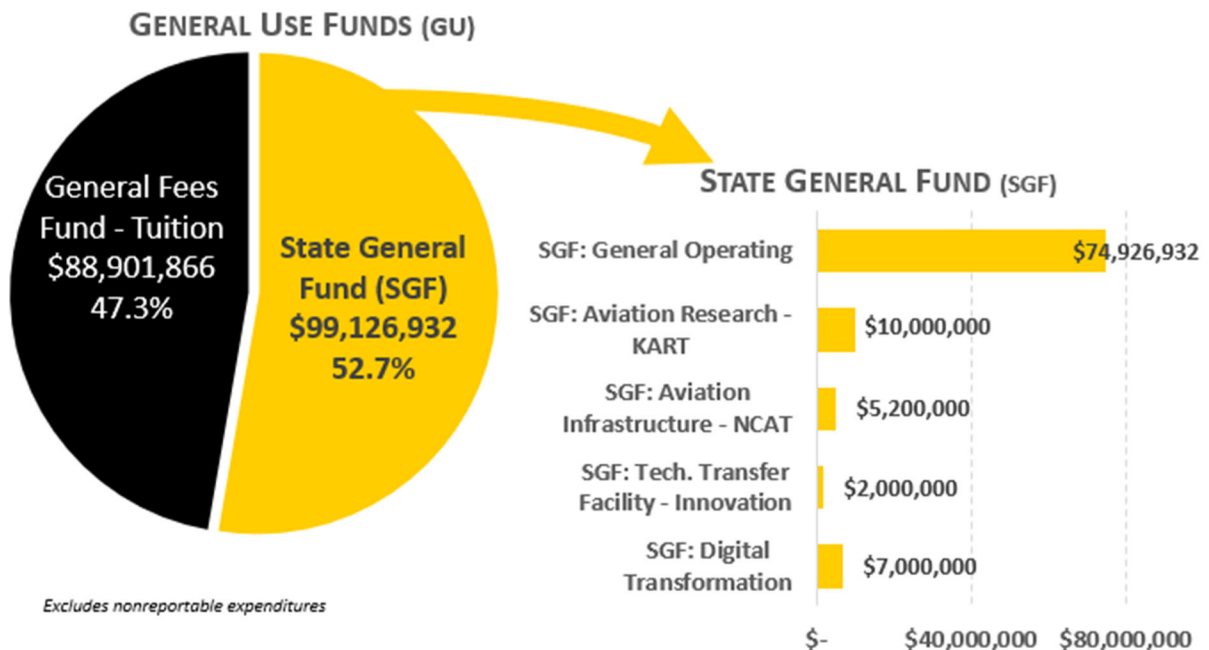 GENERAL USE FUNDS (GU)
General Fees
Fund - Tuition
$88,901,866
47.3%
State General
Fund (SGF)
$99,126,932
52.7%
STATE GENERAL FUND (SGF)
SGF: General Operating
$74,926,932
SGF: Aviation Research -
KART
$10,000,000
SGF: Aviation
Infrastructure - NCAT
$5,200,000
SGF: Tech. Transfer
Facility - Innovation
$2,000,000
SGF: Digital
Transformation
$7,000,000
$- $40,000,000 $80,000,000
Excludes nonreportable expenditures